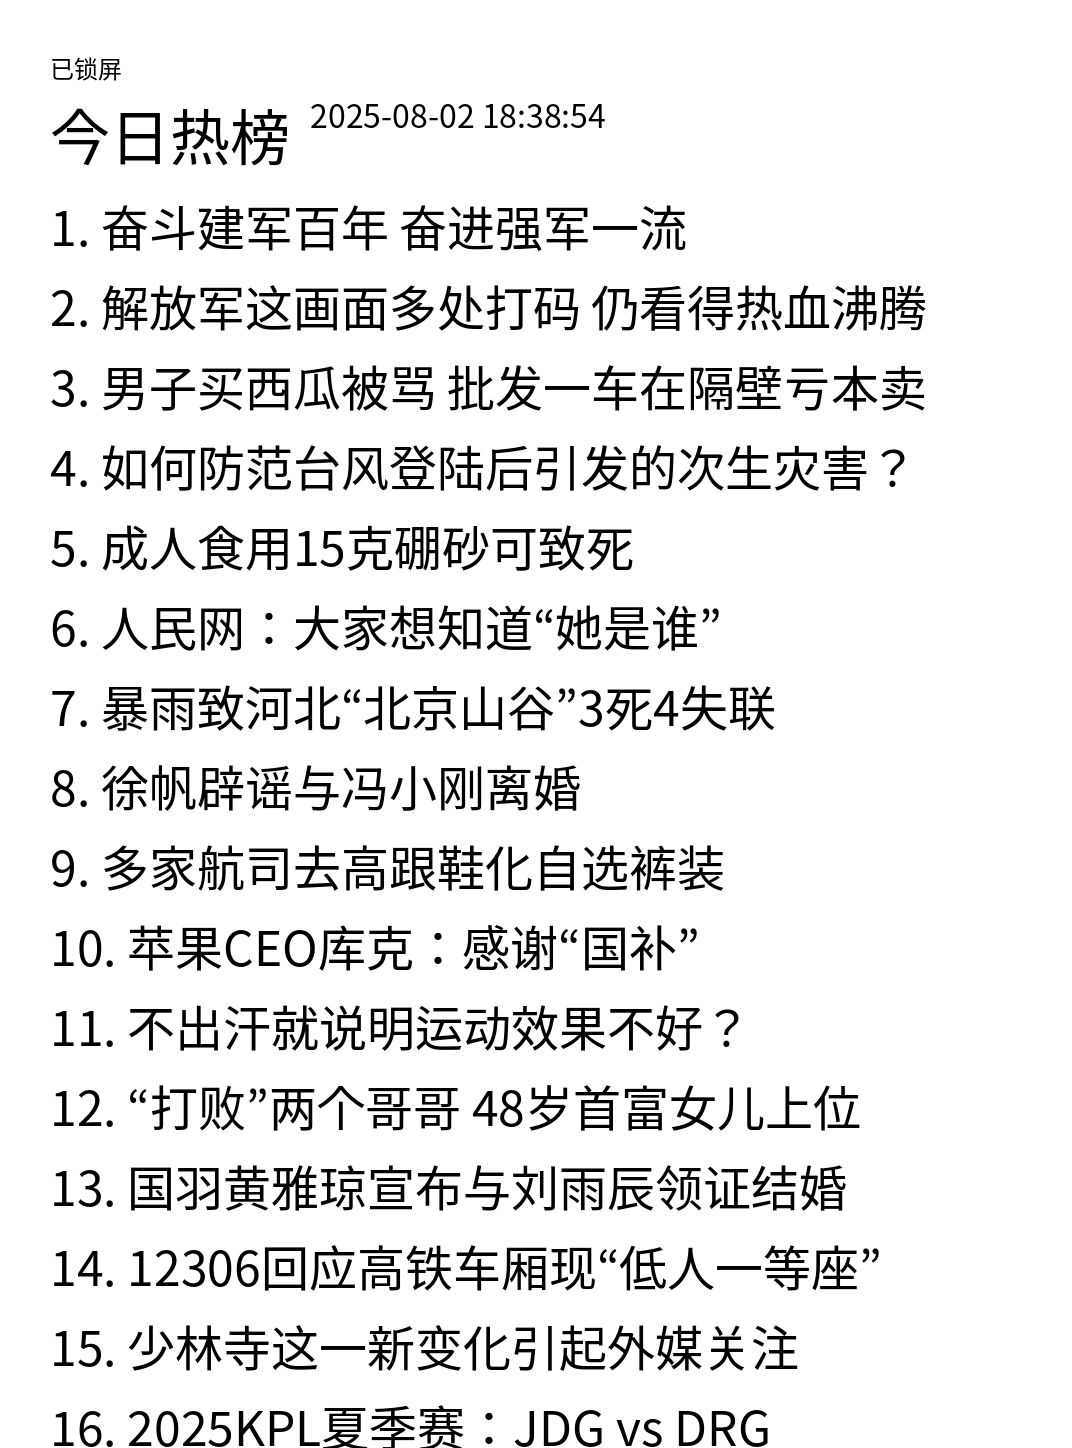 已锁屏
今日热榜 2025-08-02 18:38:54
1. 奋斗建军百年 奋进强军一流
2. 解放军这画面多处打码 仍看得热血沸腾
3. 男子买西瓜被骂 批发一车在隔壁亏本卖
4. 如何防范台风登陆后引发的次生灾害？
5. 成人食用15克硼砂可致死
6. 人民网：大家想知道“她是谁”
7. 暴雨致河北“北京山谷”3死4失联
8. 徐帆辟谣与冯小刚离婚
9. 多家航司去高跟鞋化自选裤装
10. 苹果CEO库克：感谢“国补”
11. 不出汗就说明运动效果不好？
12. “打败”两个哥哥 48岁首富女儿上位
13. 国羽黄雅琼宣布与刘雨辰领证结婚
14. 12306回应高铁车厢现“低人一等座”
15. 少林寺这一新变化引起外媒关注
16. 2025KPL夏季赛：JDG vs DRG